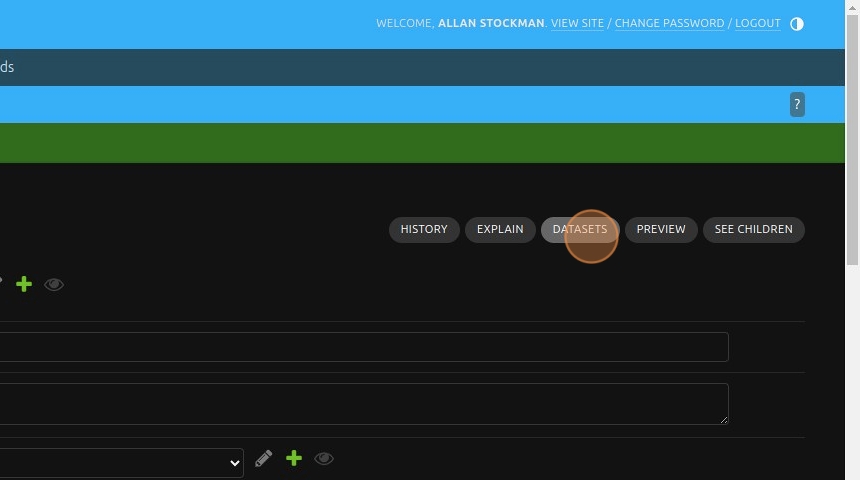 WELCOME, ALLAN STOCKMAN. VIEW SITE / CHANGE PASSWORD / LOGOUT
ds
?
HISTORY EXPLAIN DATASETS PREVIEW SEE CHILDREN